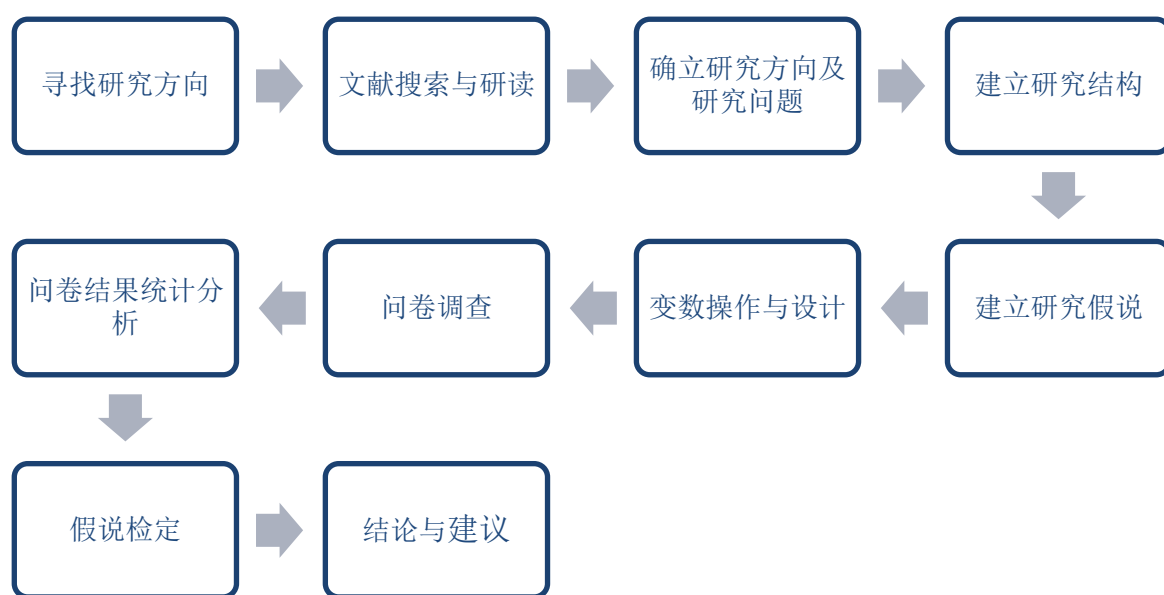 寻找研究方向
文献搜索与研读
确立研究方向及
研究问题
建立研究结构
建立研究假说
变数操作与设计
问卷调查
问卷结果统计分
析
假说检定
结论与建议